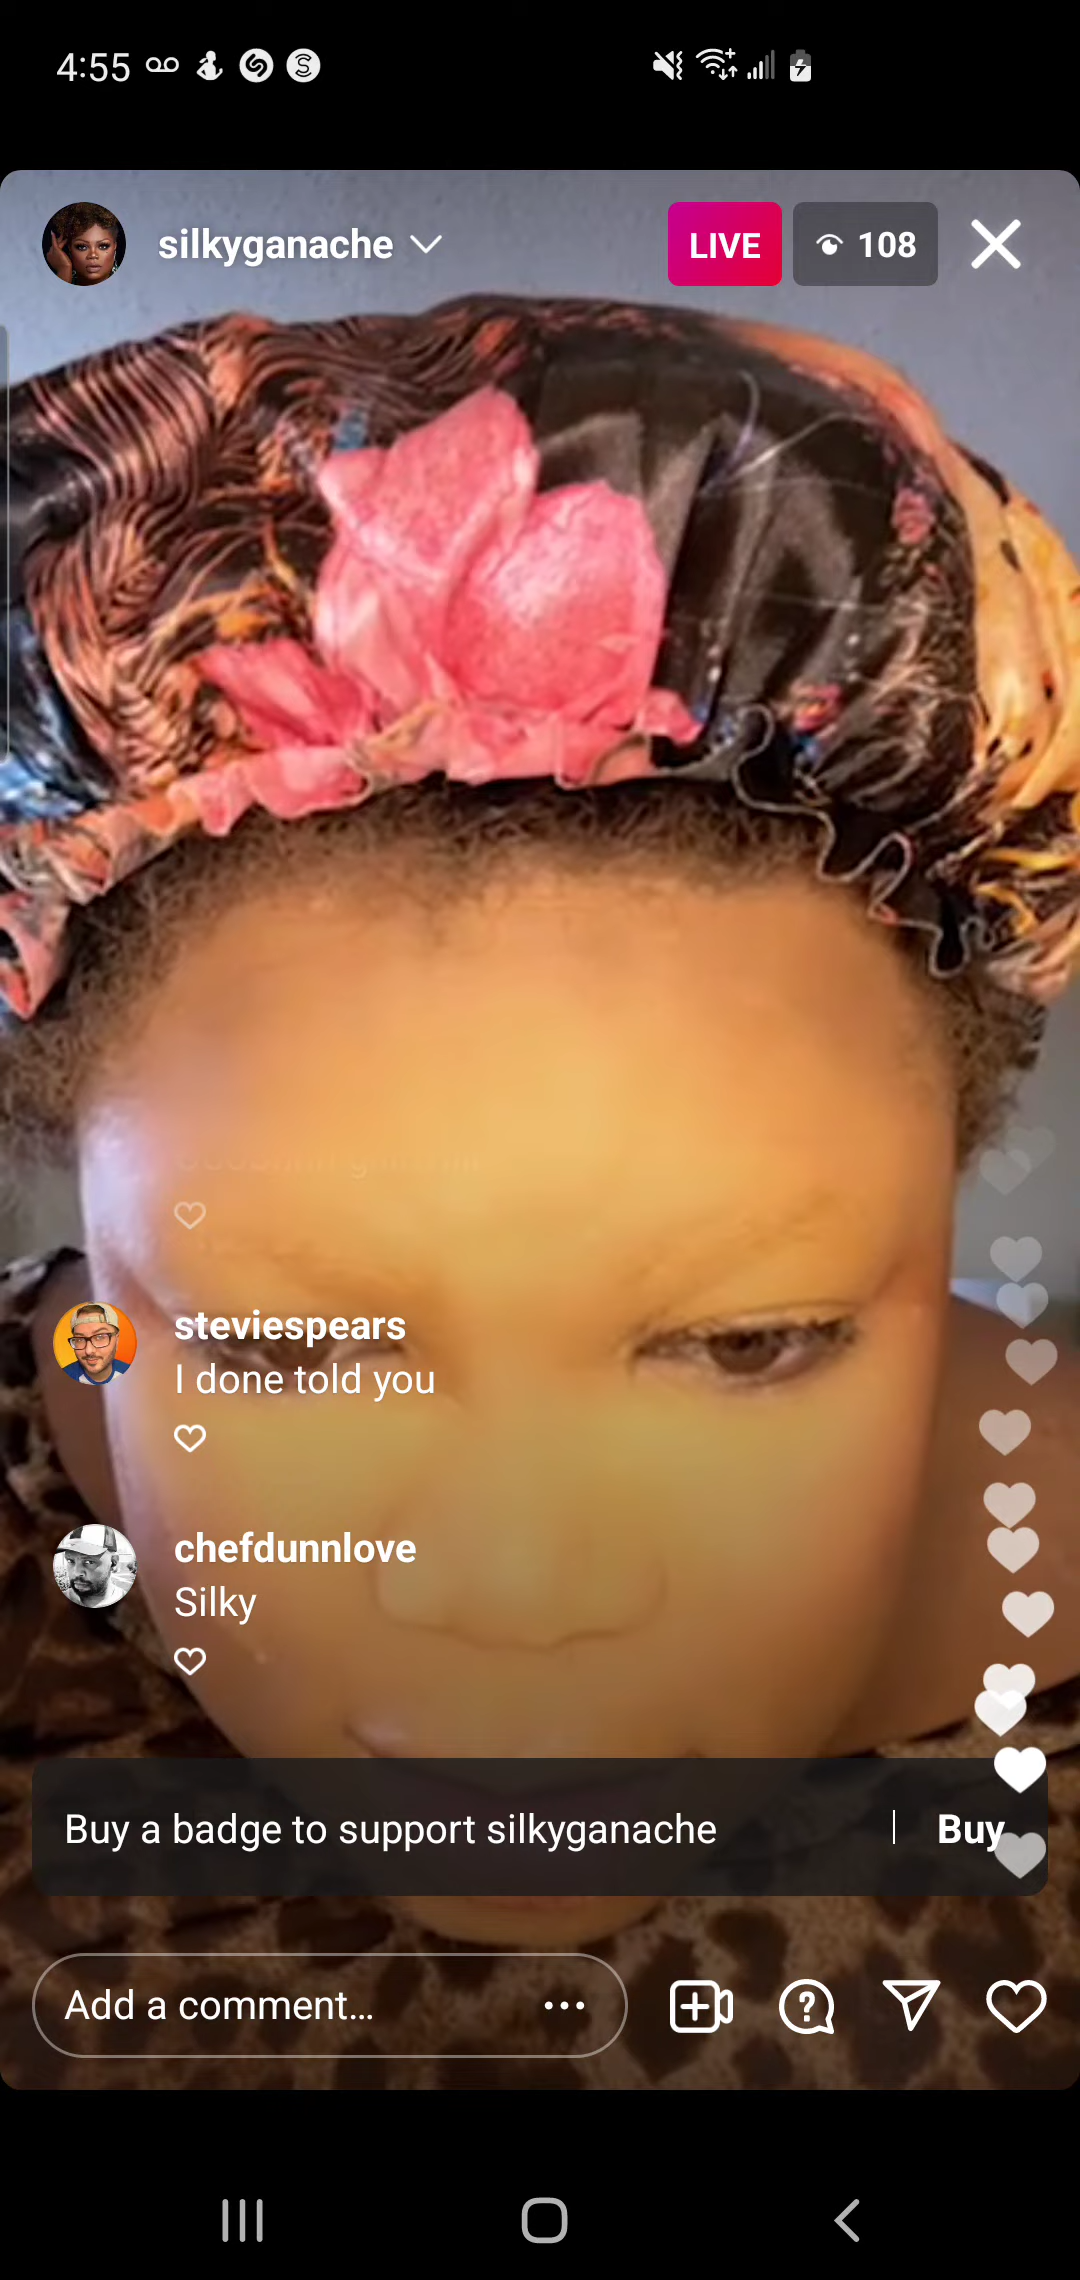 4:55
silkyganache
LIVE
108
steviespears
I done told you
chefdunnlove
Silky
Buy a badge to support silkyganache
Buy
Add a comment...